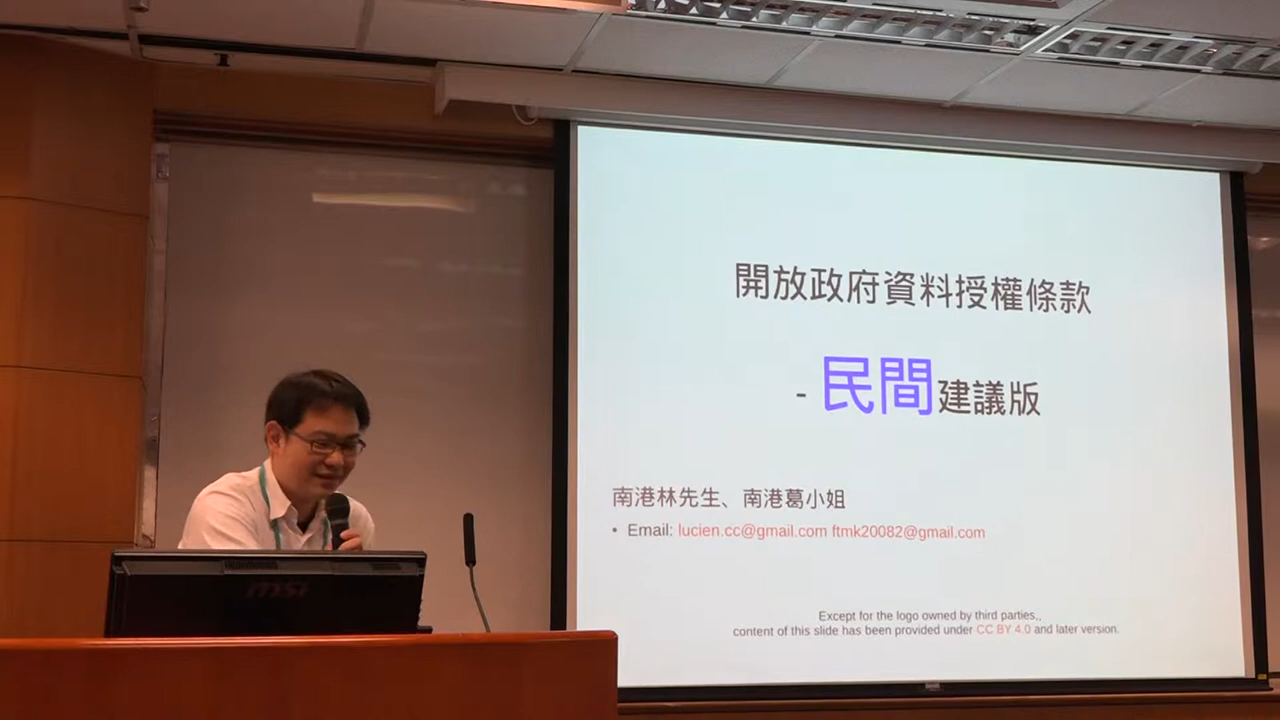 開放政府資料授權條款
- 民間建議版
南港林先生、南港葛小姐
• Email: lucien.cc@gmail.com ftmk20082@gmail.com
Except for the logo owned by third parties,,
content of this slide has been provided under CC BY 4.0 and later version.
msi